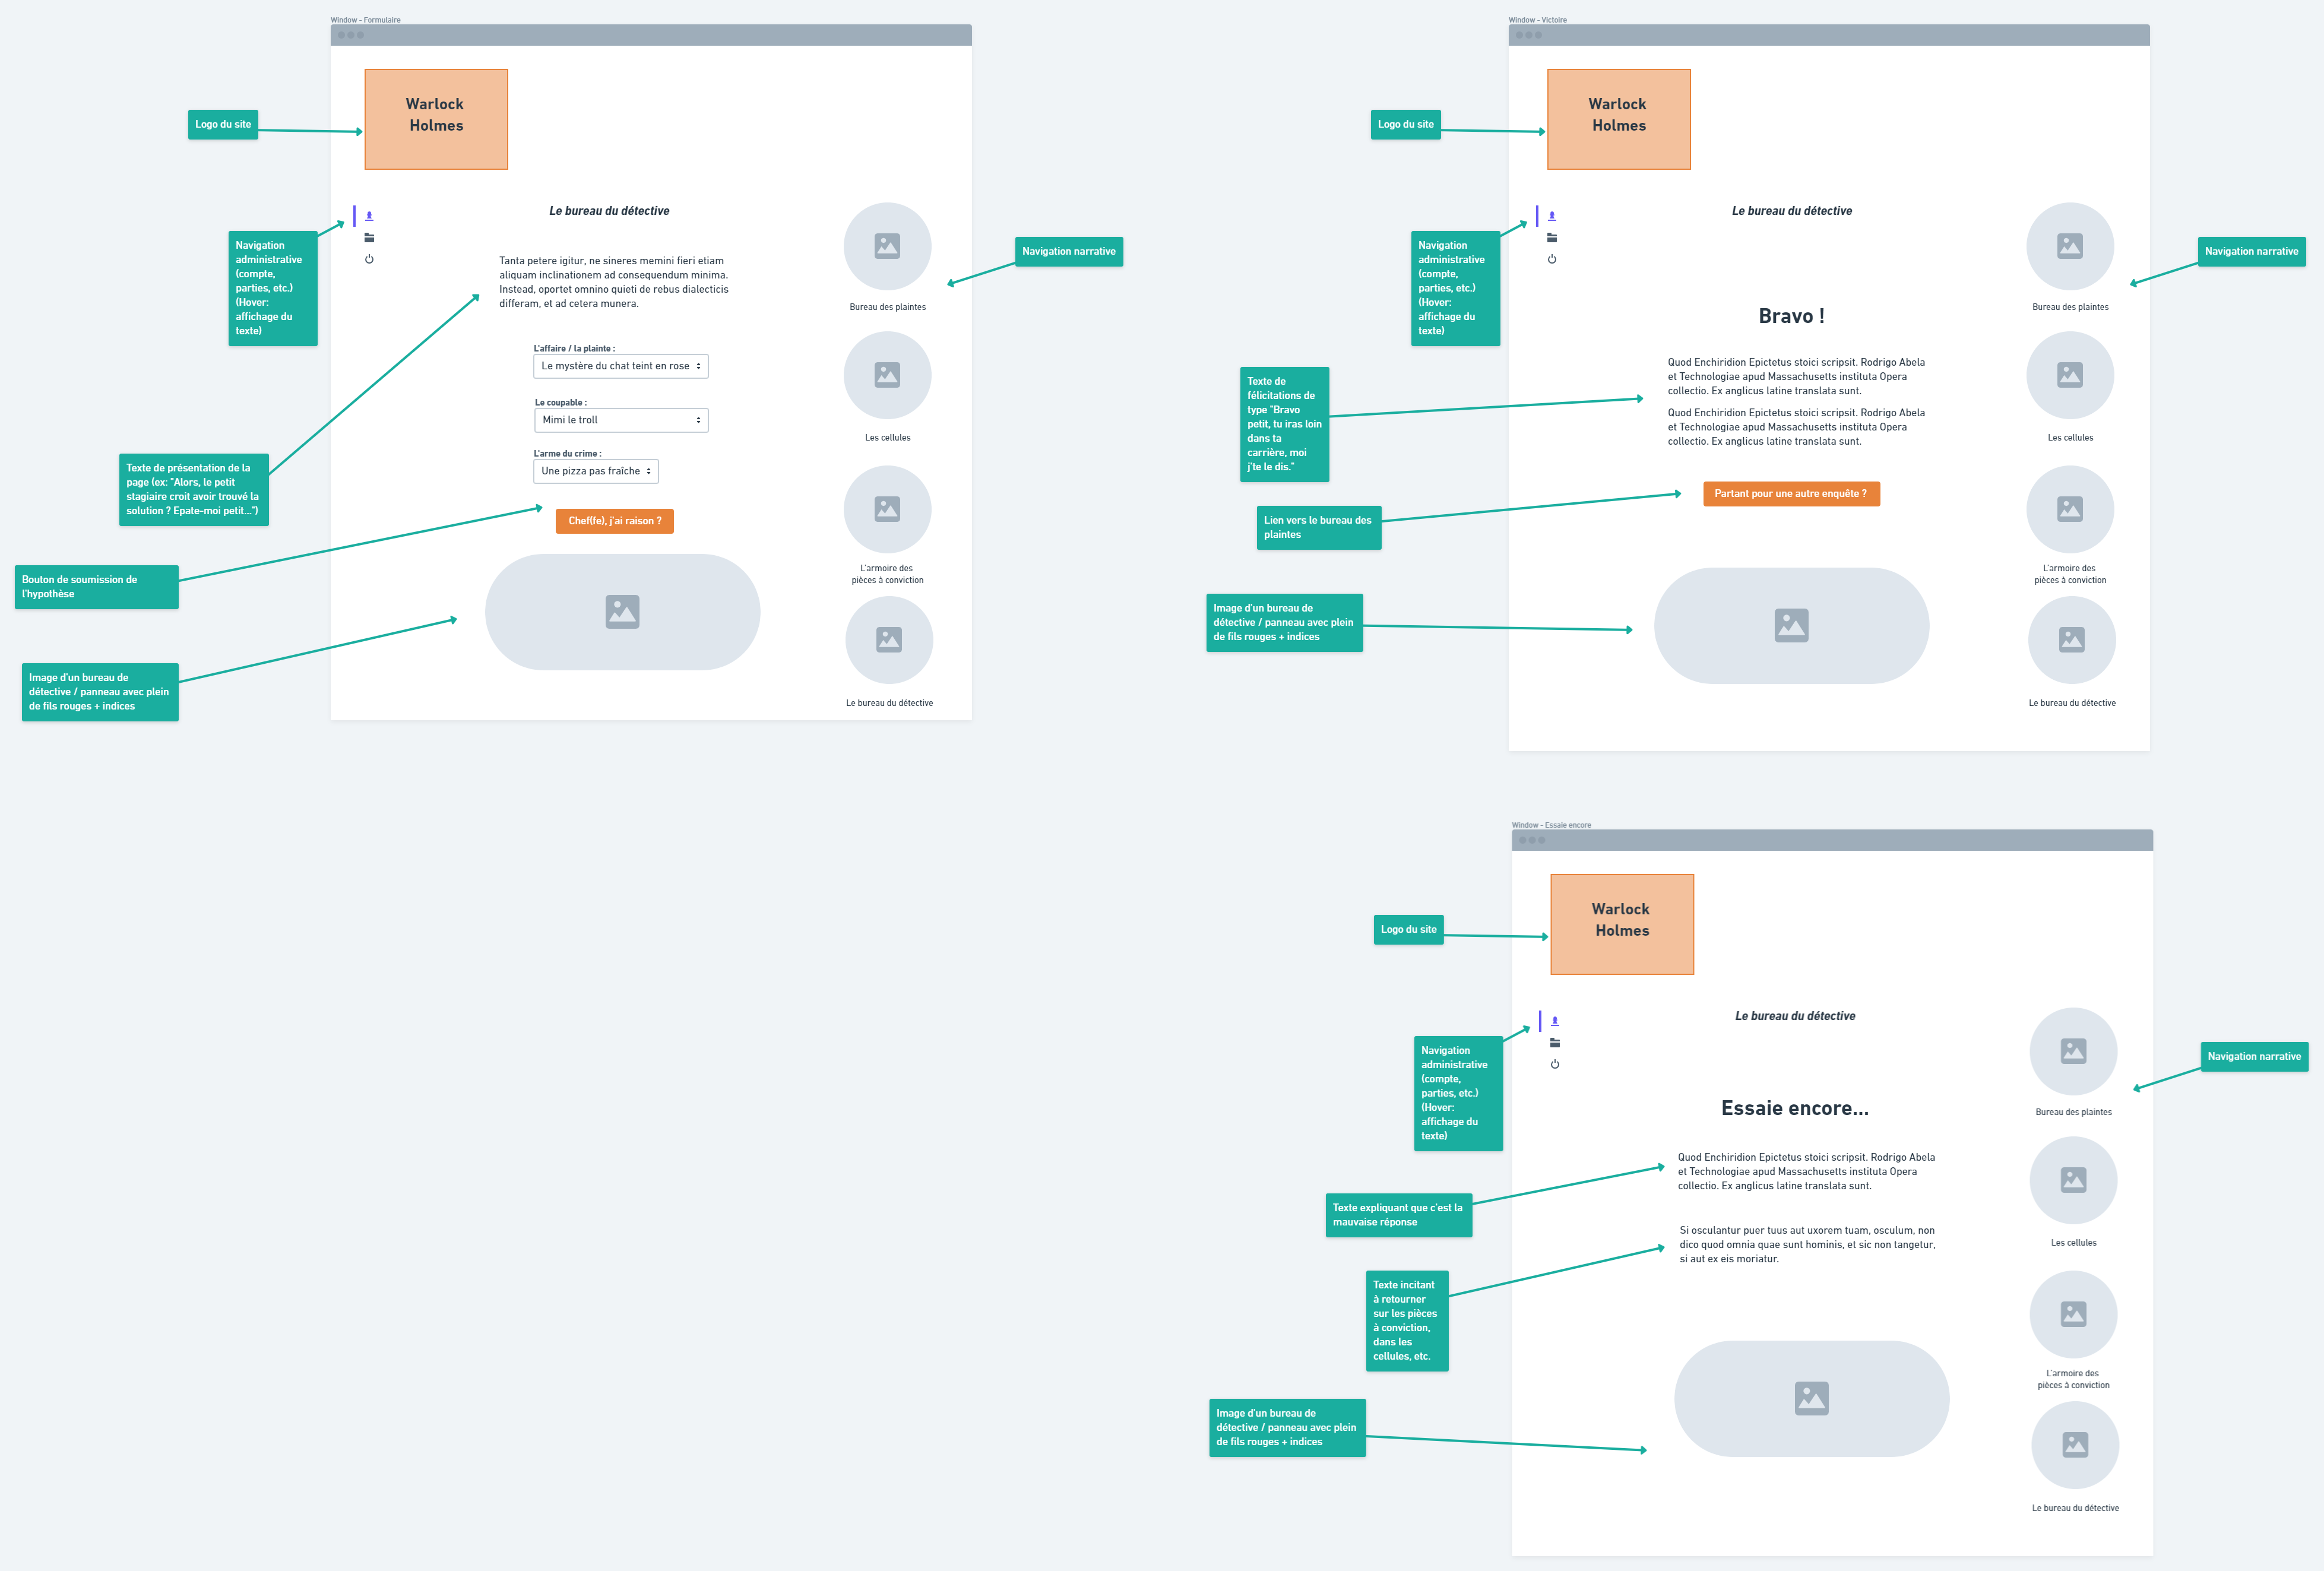 Window - Formulaire
Warlock
Holmes
Logo du site
Navigation
administrative
(compte,
parties, etc.)
(Hover:
affichage du
texte)
Le bureau du détective
Tanta petere igitur, ne sineres memini fieri etiam
aliquam inclinationem ad consequendum minima.
Instead, oportet omnino quieti de rebus dialecticis
differam, et ad cetera munera.
L'affaire / la plainte :
Le mystère du chat teint en rose
Le coupable :
Mimi le troll
L'arme du crime :
Une pizza pas fraîche
Chef(fe), j'ai raison ?
Navigation narrative
Bureau des plaintes
Les cellules
L'armoire des
pièces à conviction
Le bureau du détective
Texte de présentation de la
page (ex: "Alors, le petit
stagiaire croit avoir trouvé la
solution ? Epate-moi petit...")
Bouton de soumission de
l'hypothèse
Image d'un bureau de
détective / panneau avec plein
de fils rouges + indices
Window - Victoire
Warlock
Holmes
Logo du site
Navigation
administrative
(compte,
parties, etc.)
(Hover:
affichage du
texte)
Le bureau du détective
Bravo !
Quod Enchiridion Epictetus stoici scripsit. Rodrigo Abela
et Technologiae apud Massachusetts instituta Opera
collectio. Ex anglicus latine translata sunt.
Quod Enchiridion Epictetus stoici scripsit. Rodrigo Abela
et Technologiae apud Massachusetts instituta Opera
collectio. Ex anglicus latine translata sunt.
Partant pour une autre enquête ?
Navigation narrative
Bureau des plaintes
Les cellules
L'armoire des
pièces à conviction
Le bureau du détective
Texte de
félicitations de
type "Bravo
petit, tu iras loin
dans ta
carrière, moi
j'te le dis."
Lien vers le bureau des
plaintes
Image d'un bureau de
détective / panneau avec plein
de fils rouges + indices
Window - Essaie encore
Warlock
Holmes
Logo du site
Navigation
administrative
(compte,
parties, etc.)
(Hover:
affichage du
texte)
Le bureau du détective
Essaie encore...
Quod Enchiridion Epictetus stoici scripsit. Rodrigo Abela
et Technologiae apud Massachusetts instituta Opera
collectio. Ex anglicus latine translata sunt.
Si osculantur puer tuus aut uxorem tuam, osculum, non
dico quod omnia quae sunt hominis, et sic non tangetur,
si aut ex eis moriatur.
Navigation narrative
Bureau des plaintes
Les cellules
L'armoire des
pièces à conviction
Le bureau du détective
Texte expliquant que c'est la
mauvaise réponse
Texte incitant
à retourner
sur les pièces
à conviction,
dans les
cellules, etc.
Image d'un bureau de
détective / panneau avec plein
de fils rouges + indices